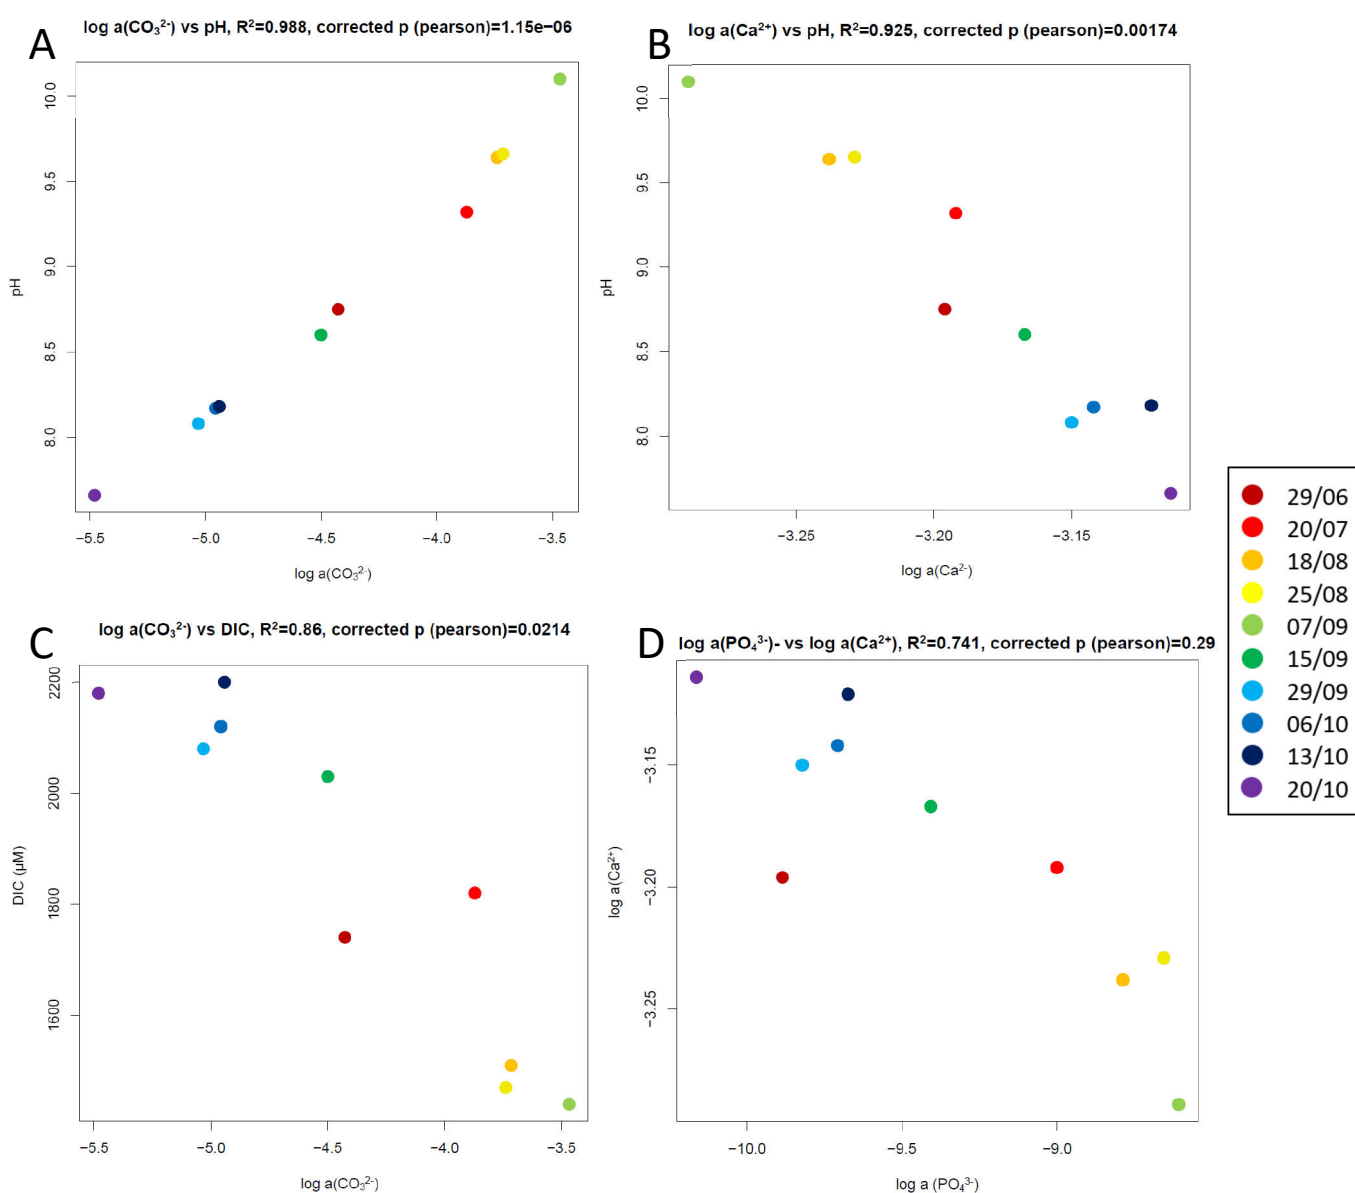 A
log a(CO₃²⁻) vs pH, R²=0.988, corrected p (pearson)=1.15e−06
10.0
9.5
9.0
8.5
8.0
pH
−5.5 −5.0 −4.5 −4.0 −3.5
log a(CO₃²⁻)
B
log a(Ca²⁺) vs pH, R²=0.925, corrected p (pearson)=0.00174
10.0
9.5
9.0
8.5
8.0
pH
−3.25 −3.20 −3.15
log a(Ca²⁻)
C
log a(CO₃²⁻) vs DIC, R²=0.86, corrected p (pearson)=0.0214
2200
2000
1800
1600
DIC (µM)
−5.5 −5.0 −4.5 −4.0 −3.5
log a(CO₃²⁻)
D
log a(PO₄³⁻)- vs log a(Ca²⁺), R²=0.741, corrected p (pearson)=0.29
−3.15
−3.20
−3.25
log a(Ca²⁺)
−10.0 −9.5 −9.0
log a (PO₄³⁻)
29/06
20/07
18/08
25/08
07/09
15/09
29/09
06/10
13/10
20/10